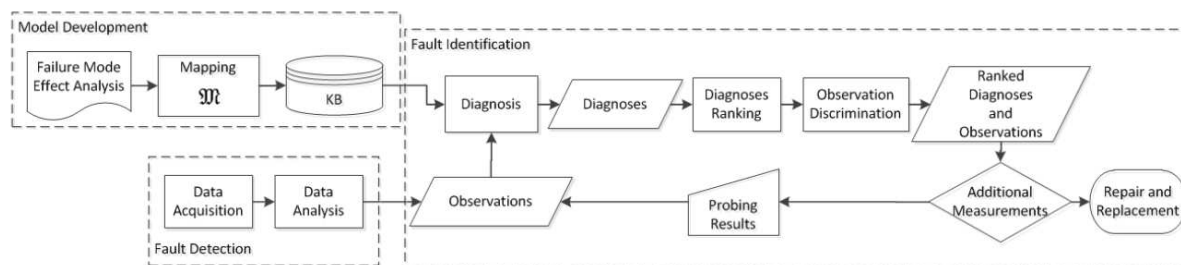 Model Development
Failure Mode
Effect Analysis
Mapping
𝔐
KB
Fault Identification
Diagnosis
Diagnoses
Diagnoses
Ranking
Observation
Discrimination
Ranked
Diagnoses
and
Observations
Data
Acquisition
Data
Analysis
Fault Detection
Observations
Probing
Results
Additional
Measurements
Repair and
Replacement